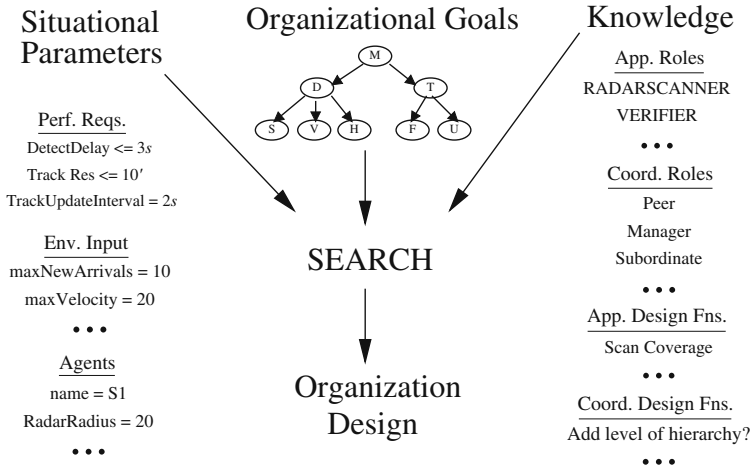 Situational
Parameters
Perf. Reqs.
DetectDelay <= 3s
Track Res <= 10'
TrackUpdateInterval = 2s
Env. Input
maxNewArrivals = 10
maxVelocity = 20
•••
Agents
name = S1
RadarRadius = 20
•••
Organizational Goals
M
D T
S V H F U
SEARCH
Organization
Design
Knowledge
App. Roles
RADARSCANNER
VERIFIER
•••
Coord. Roles
Peer
Manager
Subordinate
•••
App. Design Fns.
Scan Coverage
•••
Coord. Design Fns.
Add level of hierarchy?
•••